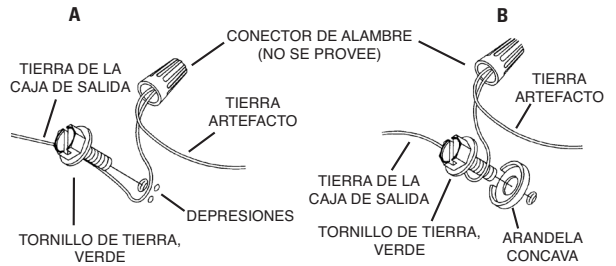 A
B
CONECTOR DE ALAMBRE
(NO SE PROVEE)
TIERRA DE LA
CAJA DE SALIDA
TIERRA
ARTEFACTO
DEPRESIONES
TORNILLO DE TIERRA,
VERDE
TIERRA
ARTEFACTO
TIERRA DE LA
CAJA DE SALIDA
TORNILLO DE TIERRA,
VERDE
ARANDELA
CONCAVA